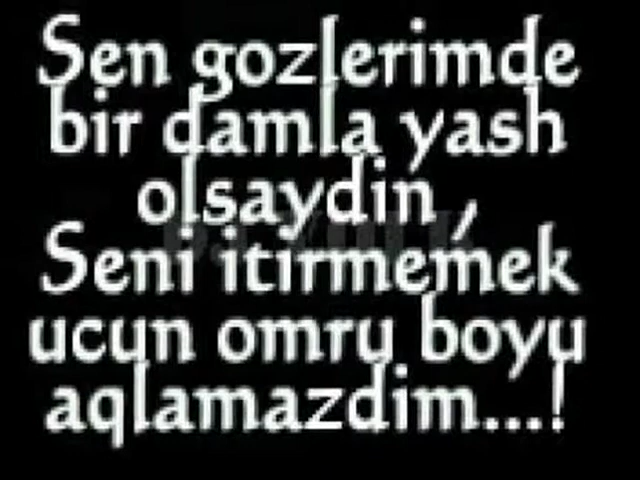 Sen gozlerimde
bir damla yash
olsaydin,
Seni itirmemek
ucun omru boyu
aqlamazdim...!